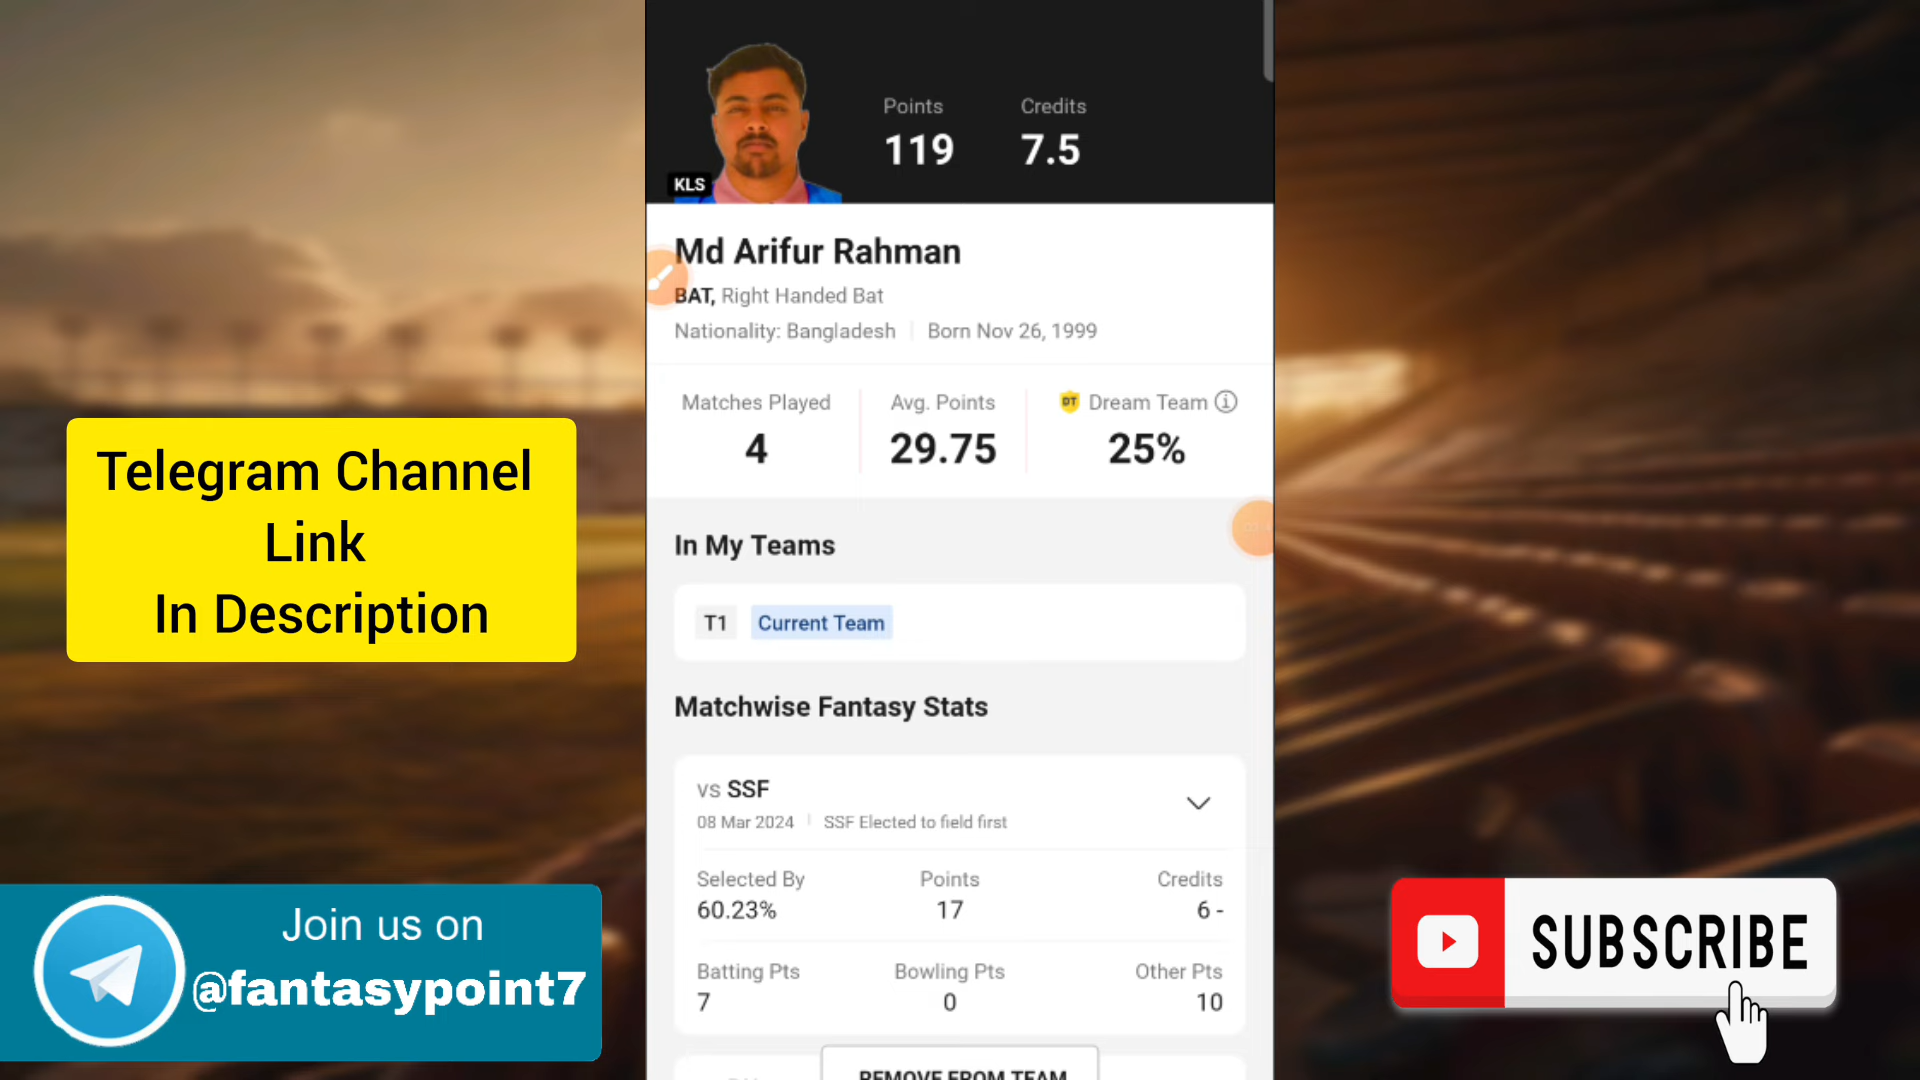 Points
Credits
119
7.5
KLS
Md Arifur Rahman
BAT, Right Handed Bat
Nationality: Bangladesh
Born Nov 26, 1999
Matches Played
Avg. Points
DT Dream Team
4
29.75
25%
In My Teams
T1
Current Team
Matchwise Fantasy Stats
vs SSF
08 Mar 2024
SSF Elected to field first
Selected By
Points
Credits
60.23%
17
6 -
Batting Pts
Bowling Pts
Other Pts
7
0
10
REMOVE FROM TEAM
Telegram Channel
Link
In Description
Join us on
@fantasypoint7
SUBSCRIBE